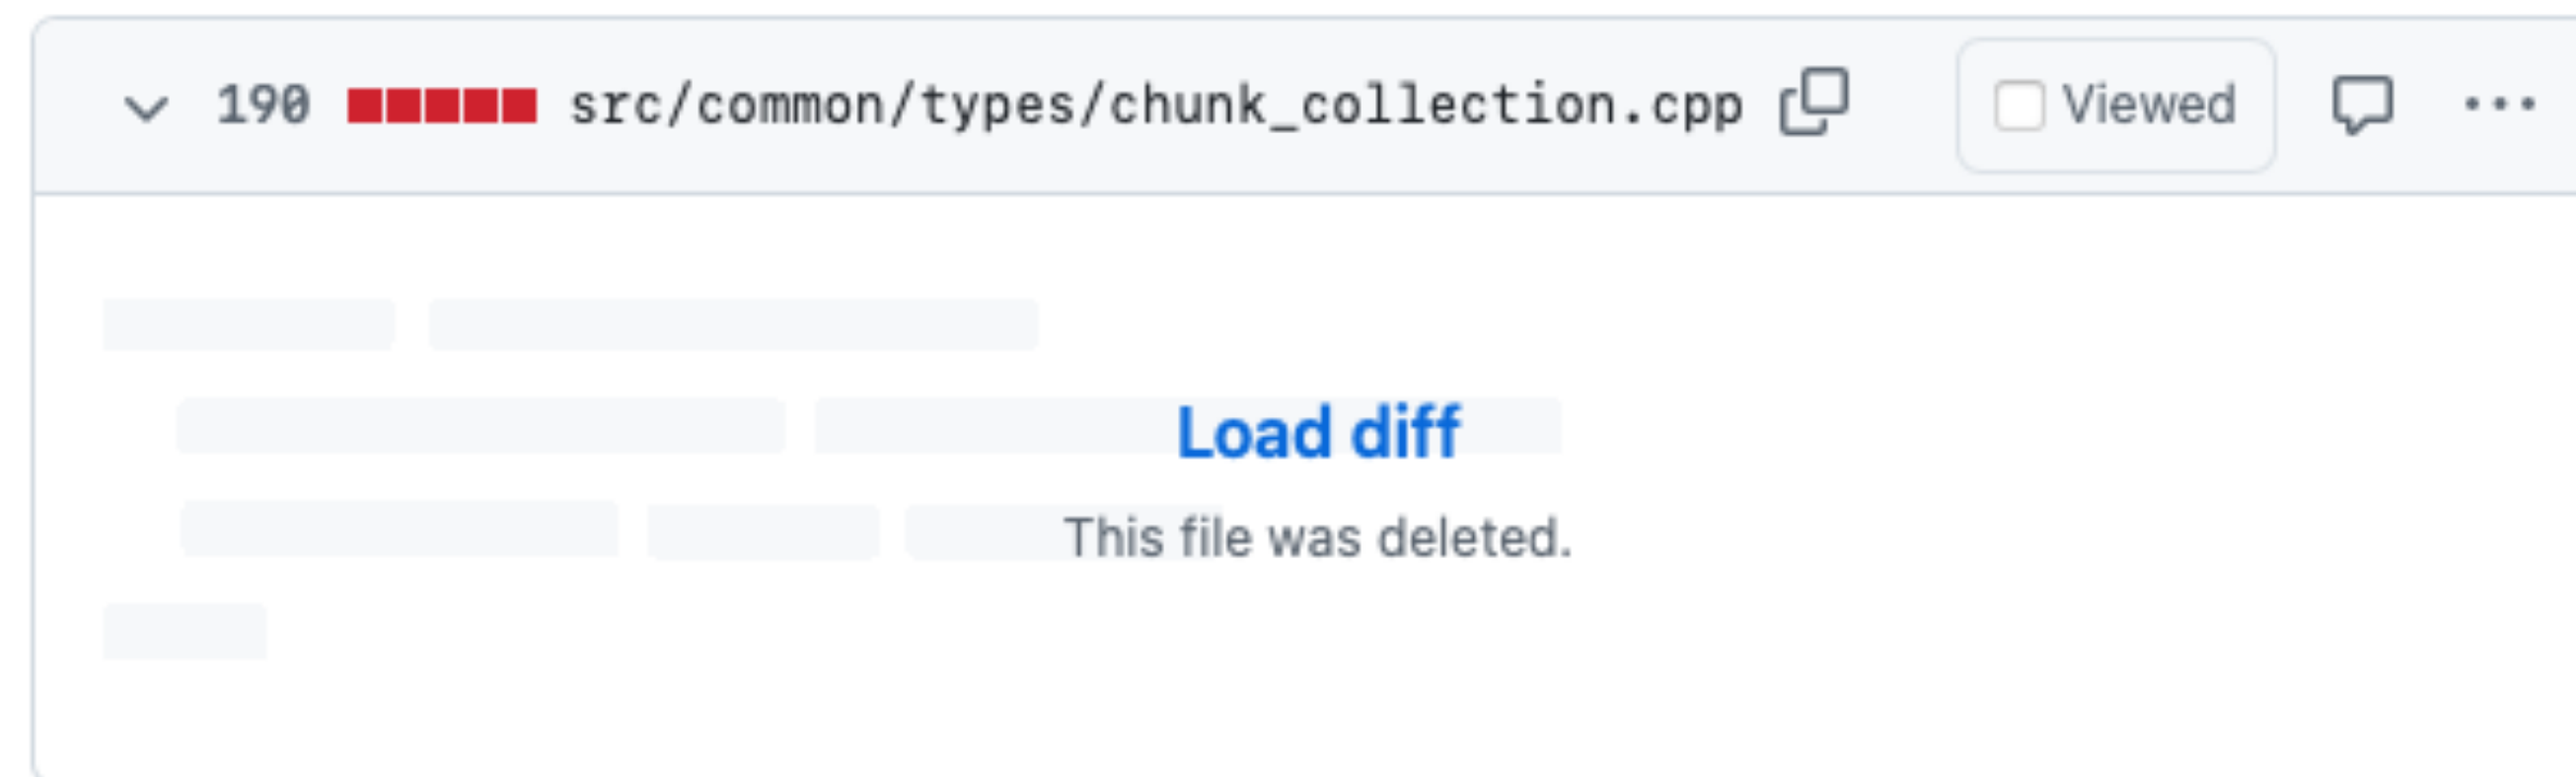 190 src/common/types/chunk_collection.cpp Viewed
Load diff
This file was deleted.